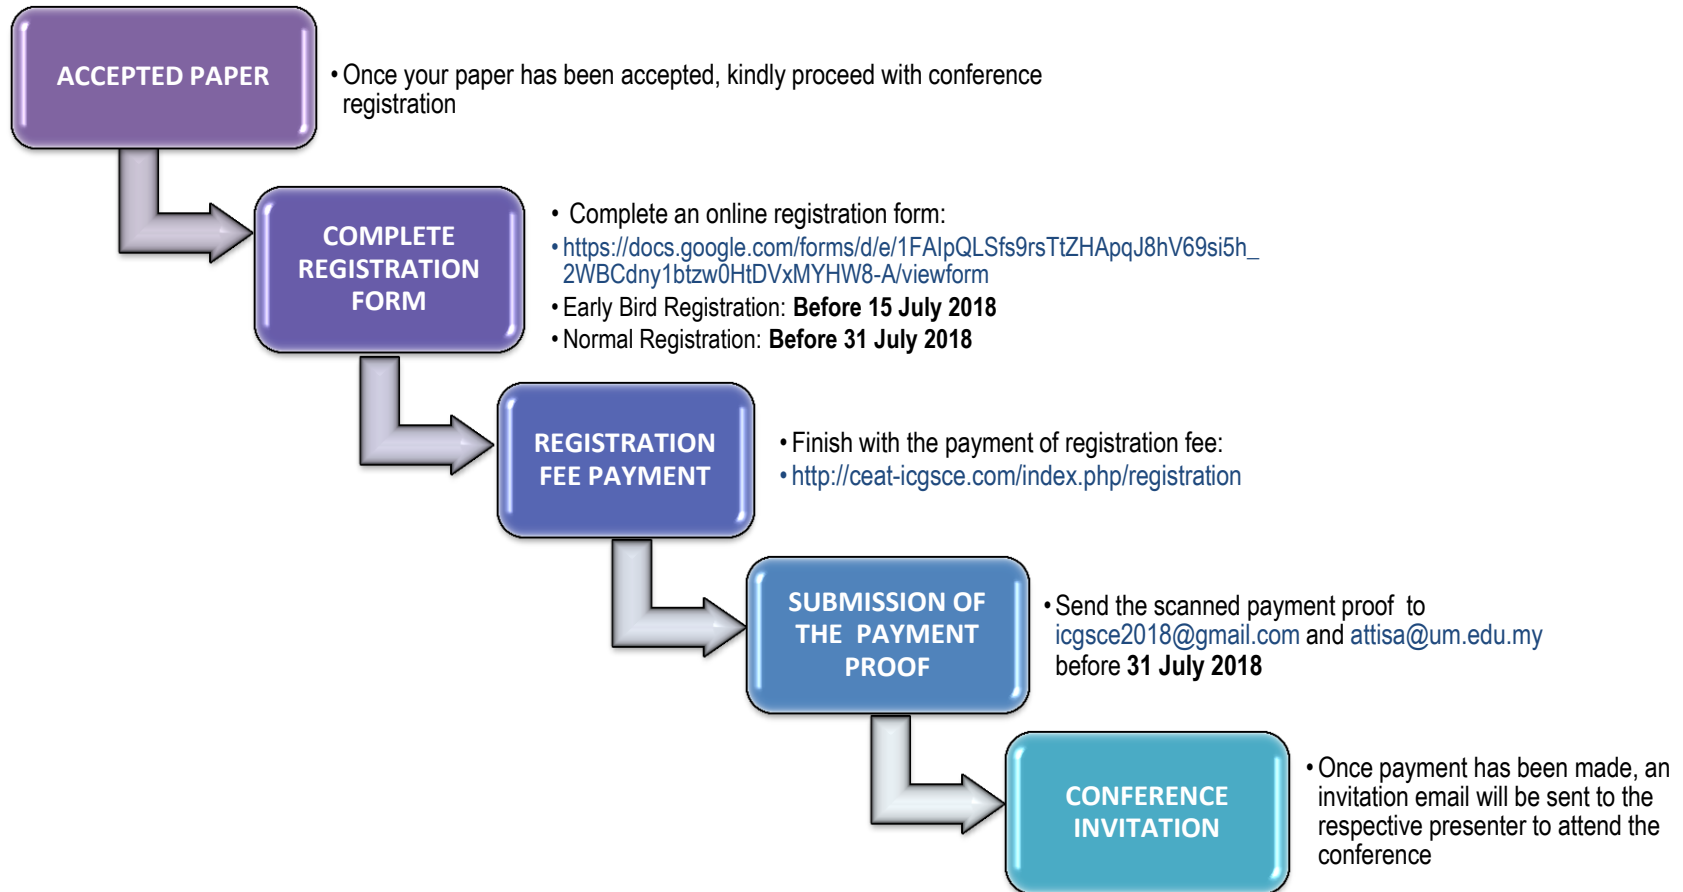 ACCEPTED PAPER
• Once your paper has been accepted, kindly proceed with conference
registration
COMPLETE
REGISTRATION
FORM
• Complete an online registration form:
• https://docs.google.com/forms/d/e/1FAIpQLSfs9rsTtZHApqJ8hV69si5h_
2WBCdny1btzw0HtDVxMYHW8-A/viewform
• Early Bird Registration: Before 15 July 2018
• Normal Registration: Before 31 July 2018
REGISTRATION
FEE PAYMENT
• Finish with the payment of registration fee:
• http://ceat-icgsce.com/index.php/registration
SUBMISSION OF
THE PAYMENT
PROOF
• Send the scanned payment proof to
icgsce2018@gmail.com and attisa@um.edu.my
before 31 July 2018
CONFERENCE
INVITATION
• Once payment has been made, an
invitation email will be sent to the
respective presenter to attend the
conference